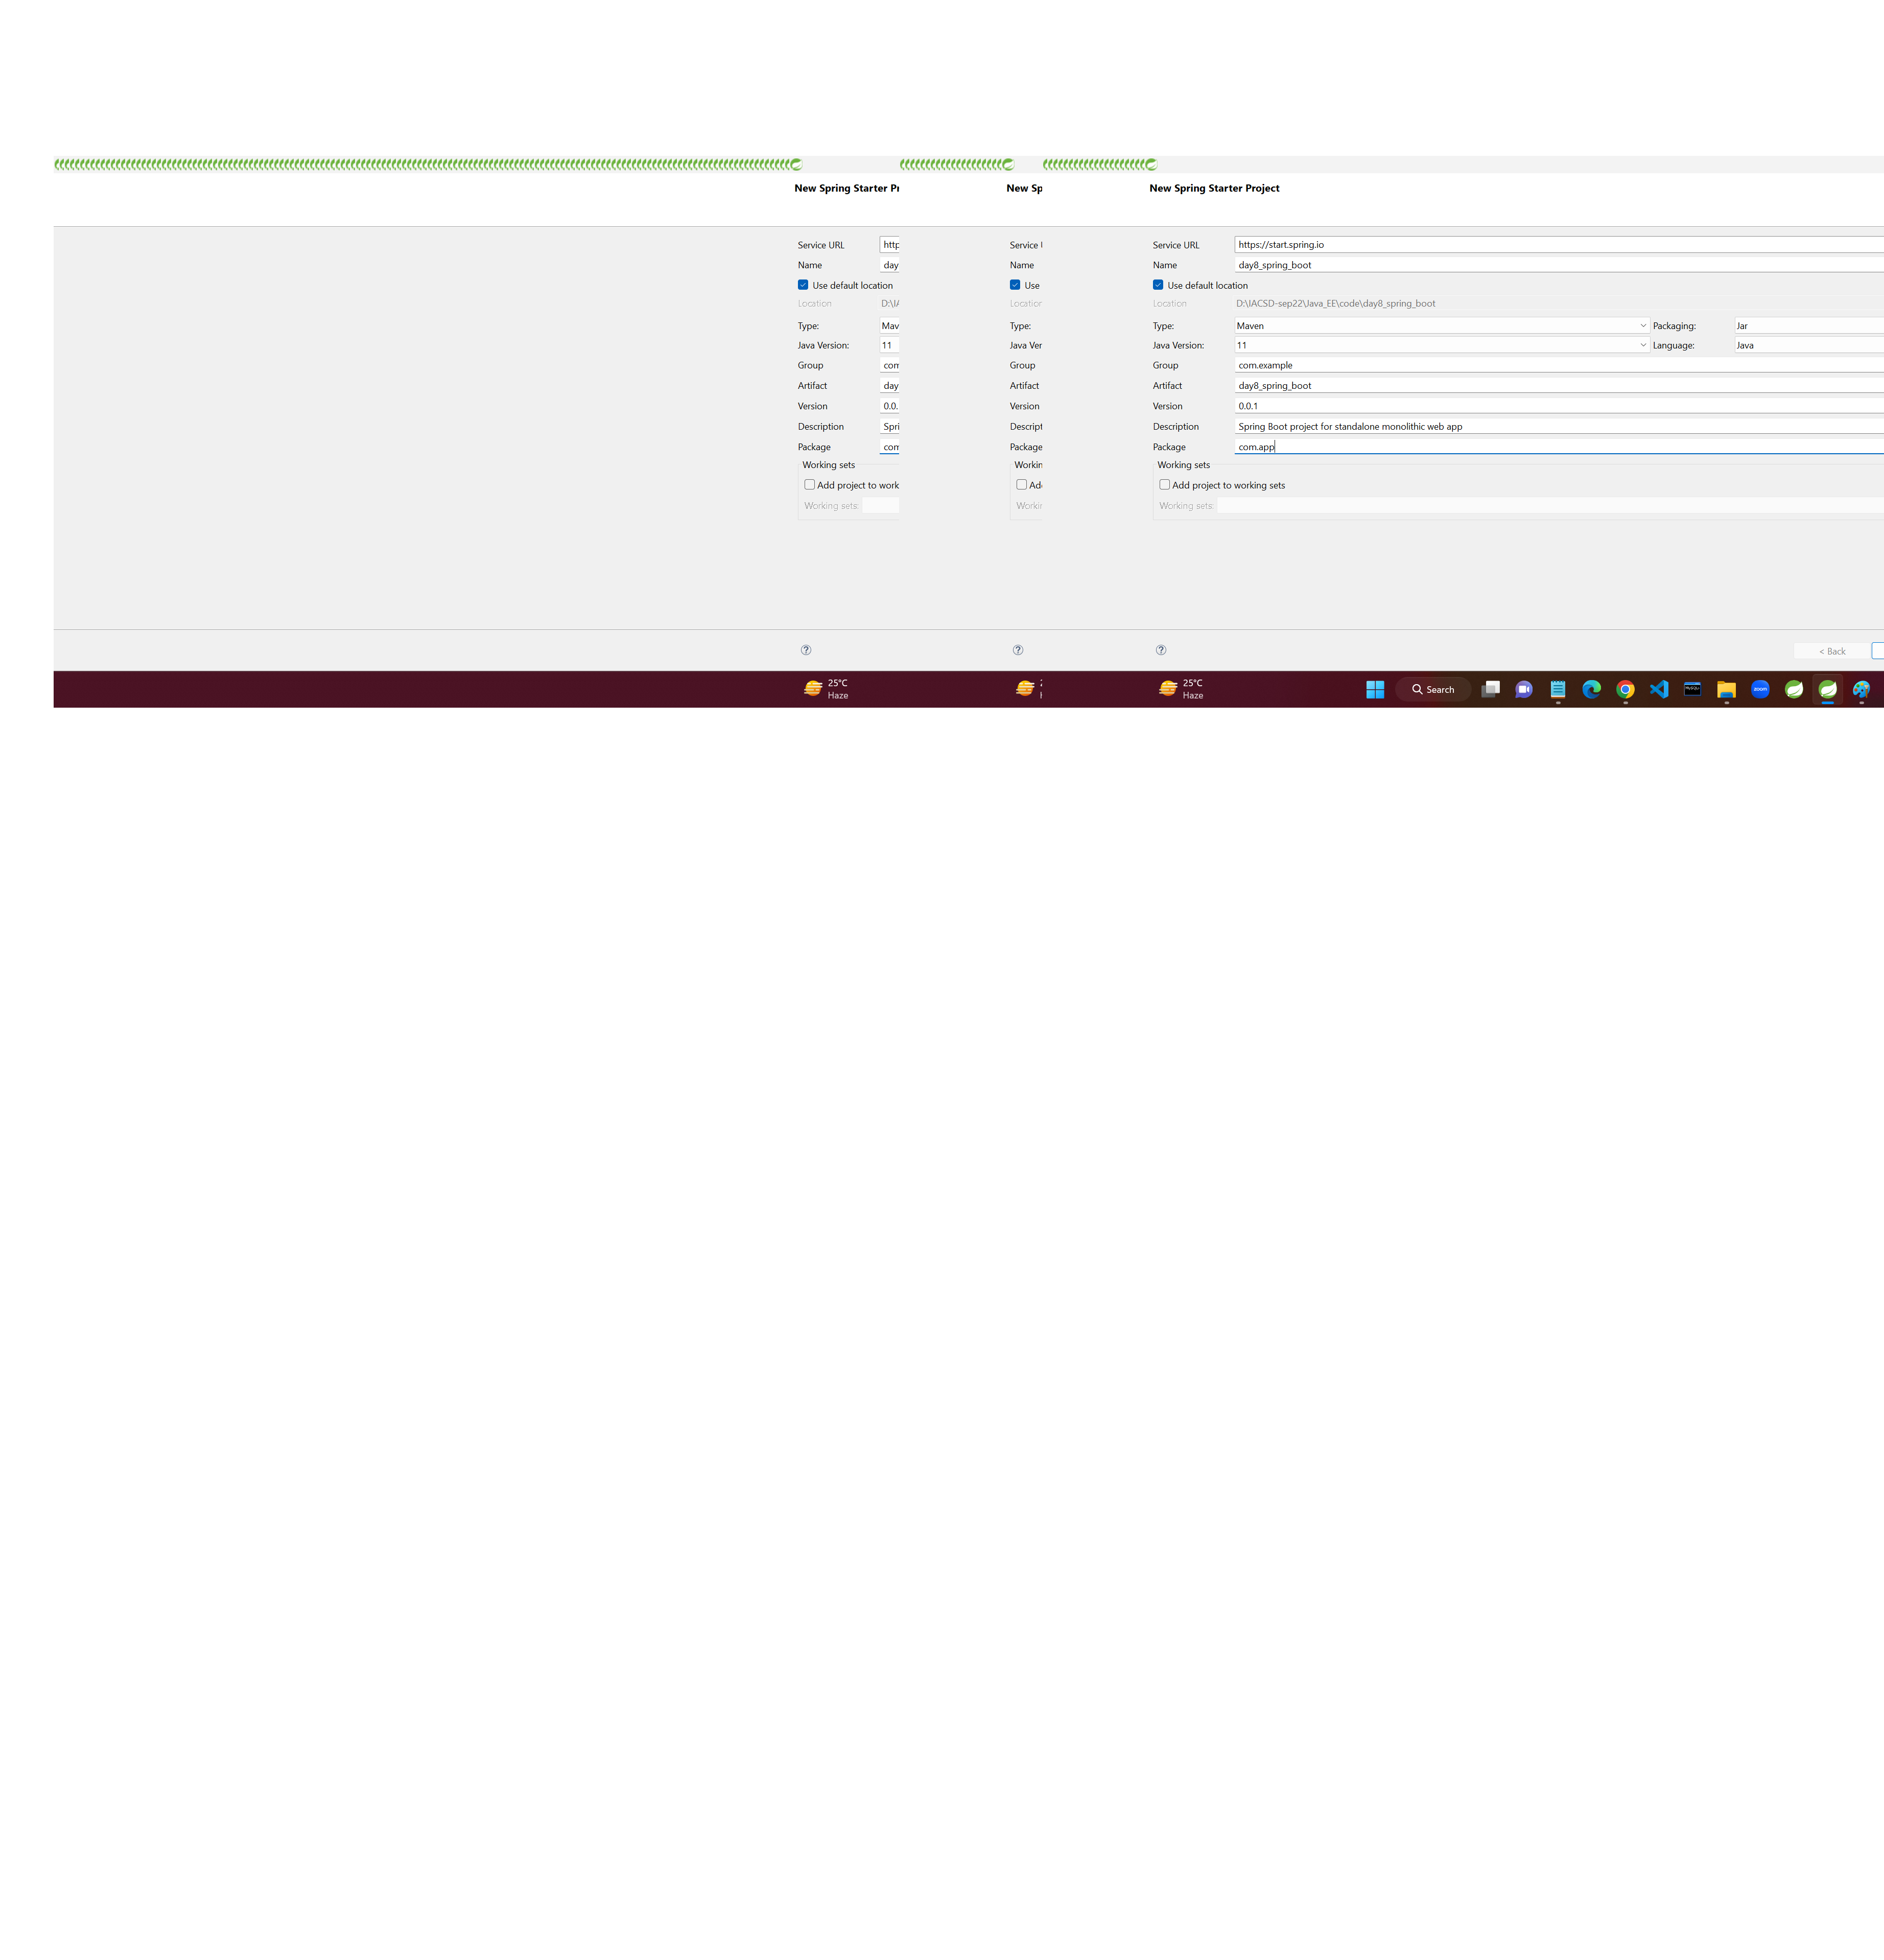 New Spring Starter Pr New Sp New Spring Starter Project
Service URL http Service Service URL https://start.spring.io
Name day Name Name day8_spring_boot
Use default location Use Use default location
Location D:\IA Location Location D:\IACSD-sep22\Java_EE\code\day8_spring_boot
Type: Mav Type: Type: Maven Packaging: Jar
Java Version: 11 Java Ver Java Version: 11 Language: Java
Group com Group Group com.example
Artifact day Artifact Artifact day8_spring_boot
Version 0.0. Version Version 0.0.1
Description Spri Descript Description Spring Boot project for standalone monolithic web app
Package com Package Package com.app
Working sets Workin Working sets
Add project to work Ad Add project to working sets
Working sets: Workin Working sets:
? ? ? < Back
25°C 25°C Search
Haze Haze
zoom